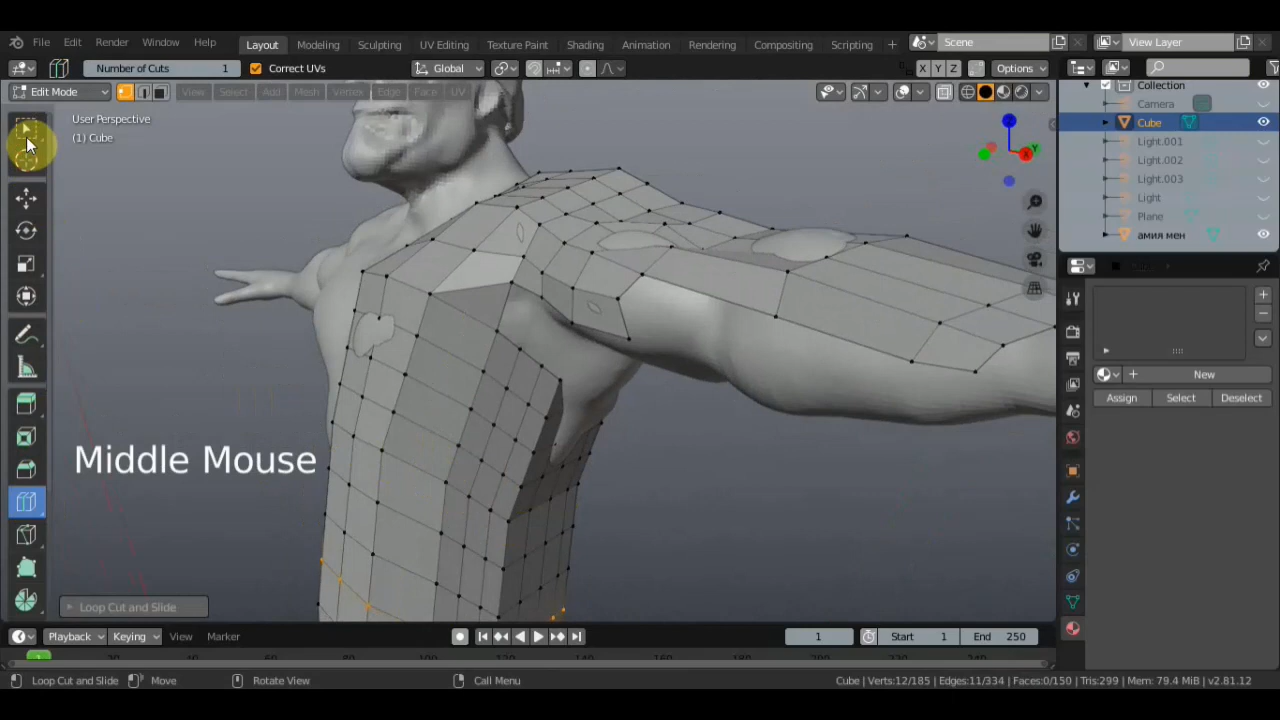 File Edit Render Window Help Layout Modeling Sculpting UV Editing Texture Paint Shading Animation Rendering Compositing Scripting + Scene View Layer
Number of Cuts 1 Correct UVs Global X Y Z Options
Edit Mode View Select Add Mesh Vertex Edge Face UV
User Perspective
(1) Cube
Collection
Camera
Cube
Light.001
Light.002
Light.003
Light
Plane
амия мен
Z
X
Y
New
Assign Select Deselect
Middle Mouse
Loop Cut and Slide
Playback Keying View Marker 1 Start 1 End 250
1
Loop Cut and Slide Move Rotate View Call Menu Cube | Verts:12/185 | Edges:11/334 | Faces:0/150 | Tris:299 | Mem: 79.4 MiB | v2.81.12